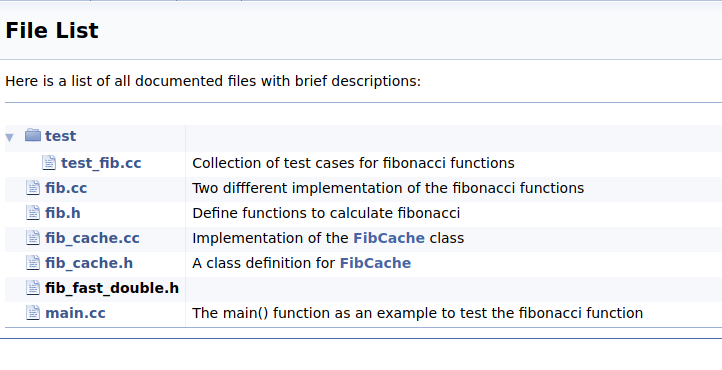 File List
Here is a list of all documented files with brief descriptions:
test
test_fib.cc Collection of test cases for fibonacci functions
fib.cc Two diffferent implementation of the fibonacci functions
fib.h Define functions to calculate fibonacci
fib_cache.cc Implementation of the FibCache class
fib_cache.h A class definition for FibCache
fib_fast_double.h
main.cc The main() function as an example to test the fibonacci function